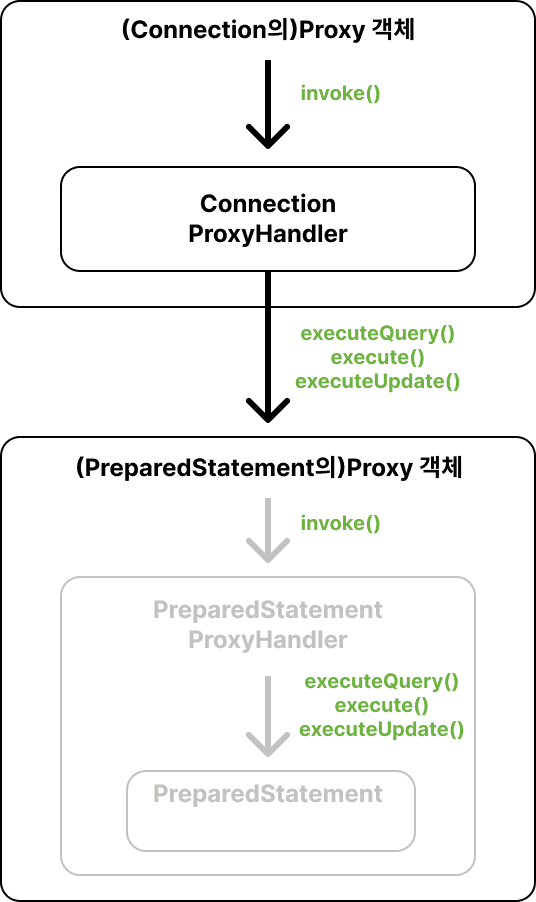 (Connection의)Proxy 객체
invoke()
Connection
ProxyHandler
executeQuery()
execute()
executeUpdate()
(PreparedStatement의)Proxy 객체
invoke()
PreparedStatement
ProxyHandler
executeQuery()
execute()
executeUpdate()
PreparedStatement